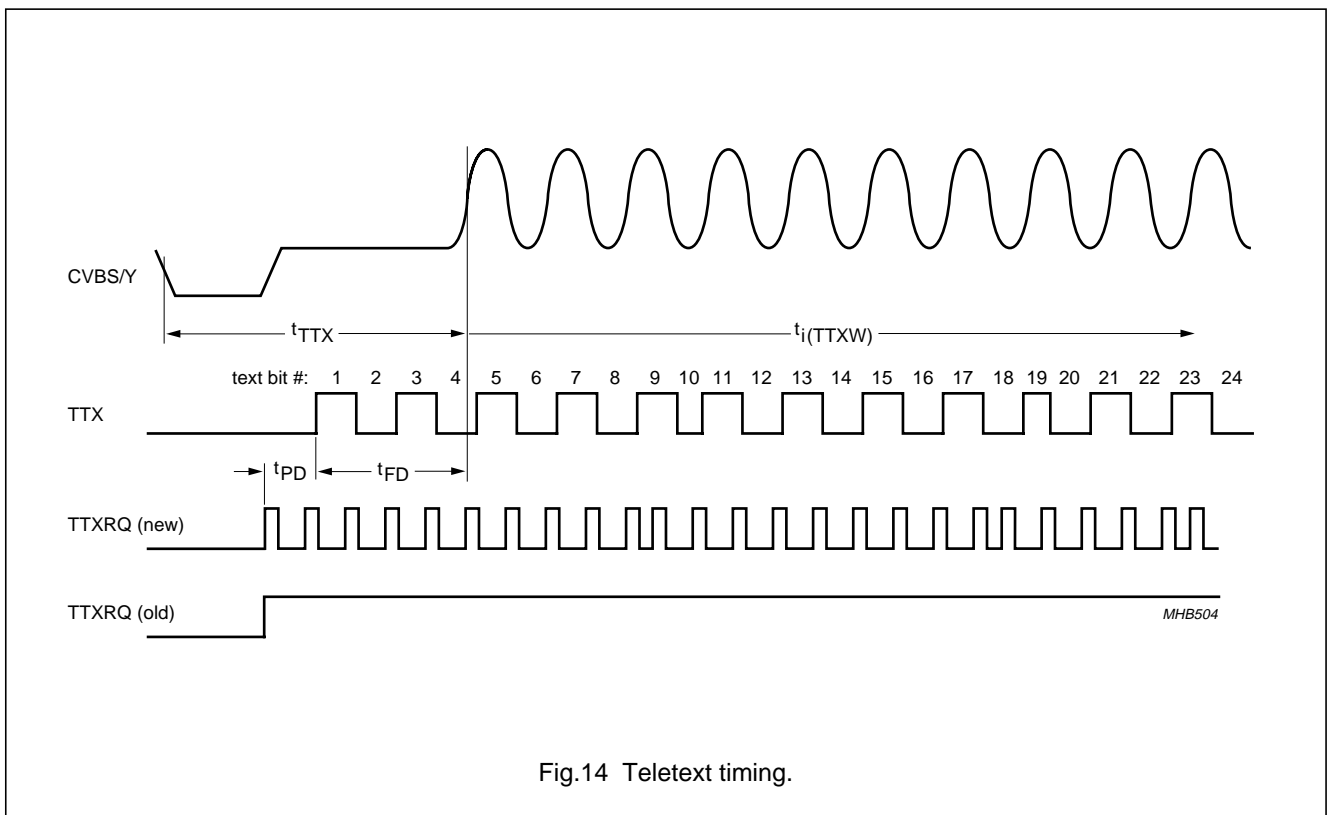 CVBS/Y
tTTX
ti(TTXW)
text bit #: 1 2 3 4 5 6 7 8 9 10 11 12 13 14 15 16 17 18 19 20 21 22 23 24
TTX
tPD
tFD
TTXRQ (new)
TTXRQ (old)
MHB504
Fig.14 Teletext timing.